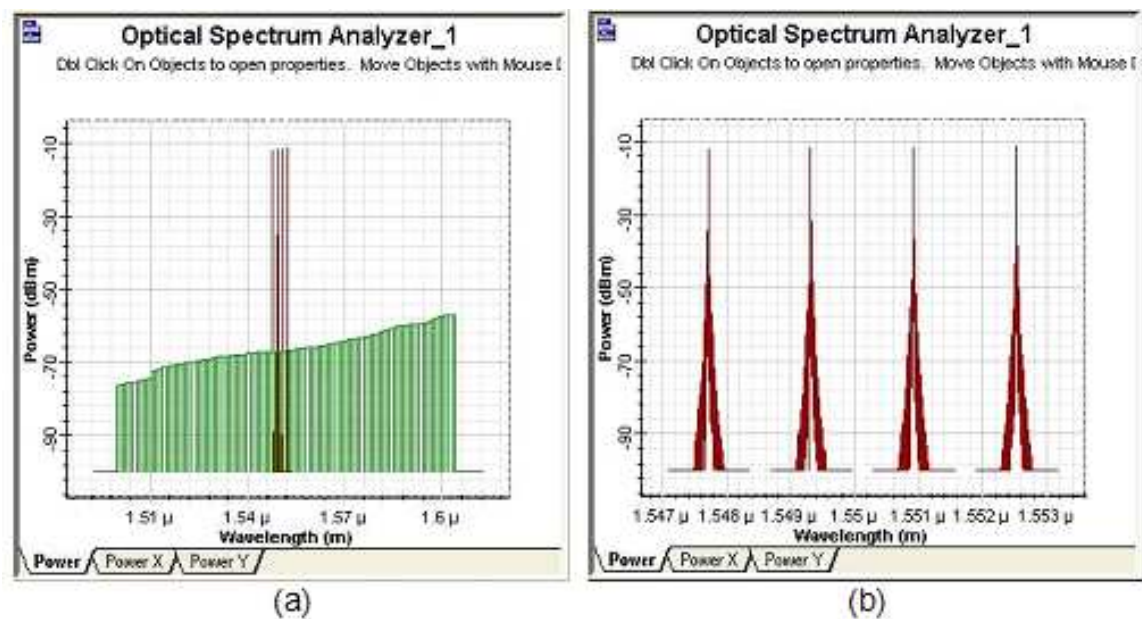 Optical Spectrum Analyzer_1
Dbl Click On Objects to open properties. Move Objects with Mouse D
Power (dBm)
-10
-30
-50
-70
-90
1.51 µ 1.54 µ 1.57 µ 1.6 µ
Wavelength (m)
Power Power X Power Y
(a)
Optical Spectrum Analyzer_1
Dbl Click On Objects to open properties. Move Objects with Mouse D
Power (dBm)
-10
-30
-50
-70
-90
1.547 µ 1.548 µ 1.549 µ 1.55 µ 1.551 µ 1.552 µ 1.553 µ
Wavelength (m)
Power Power X Power Y
(b)